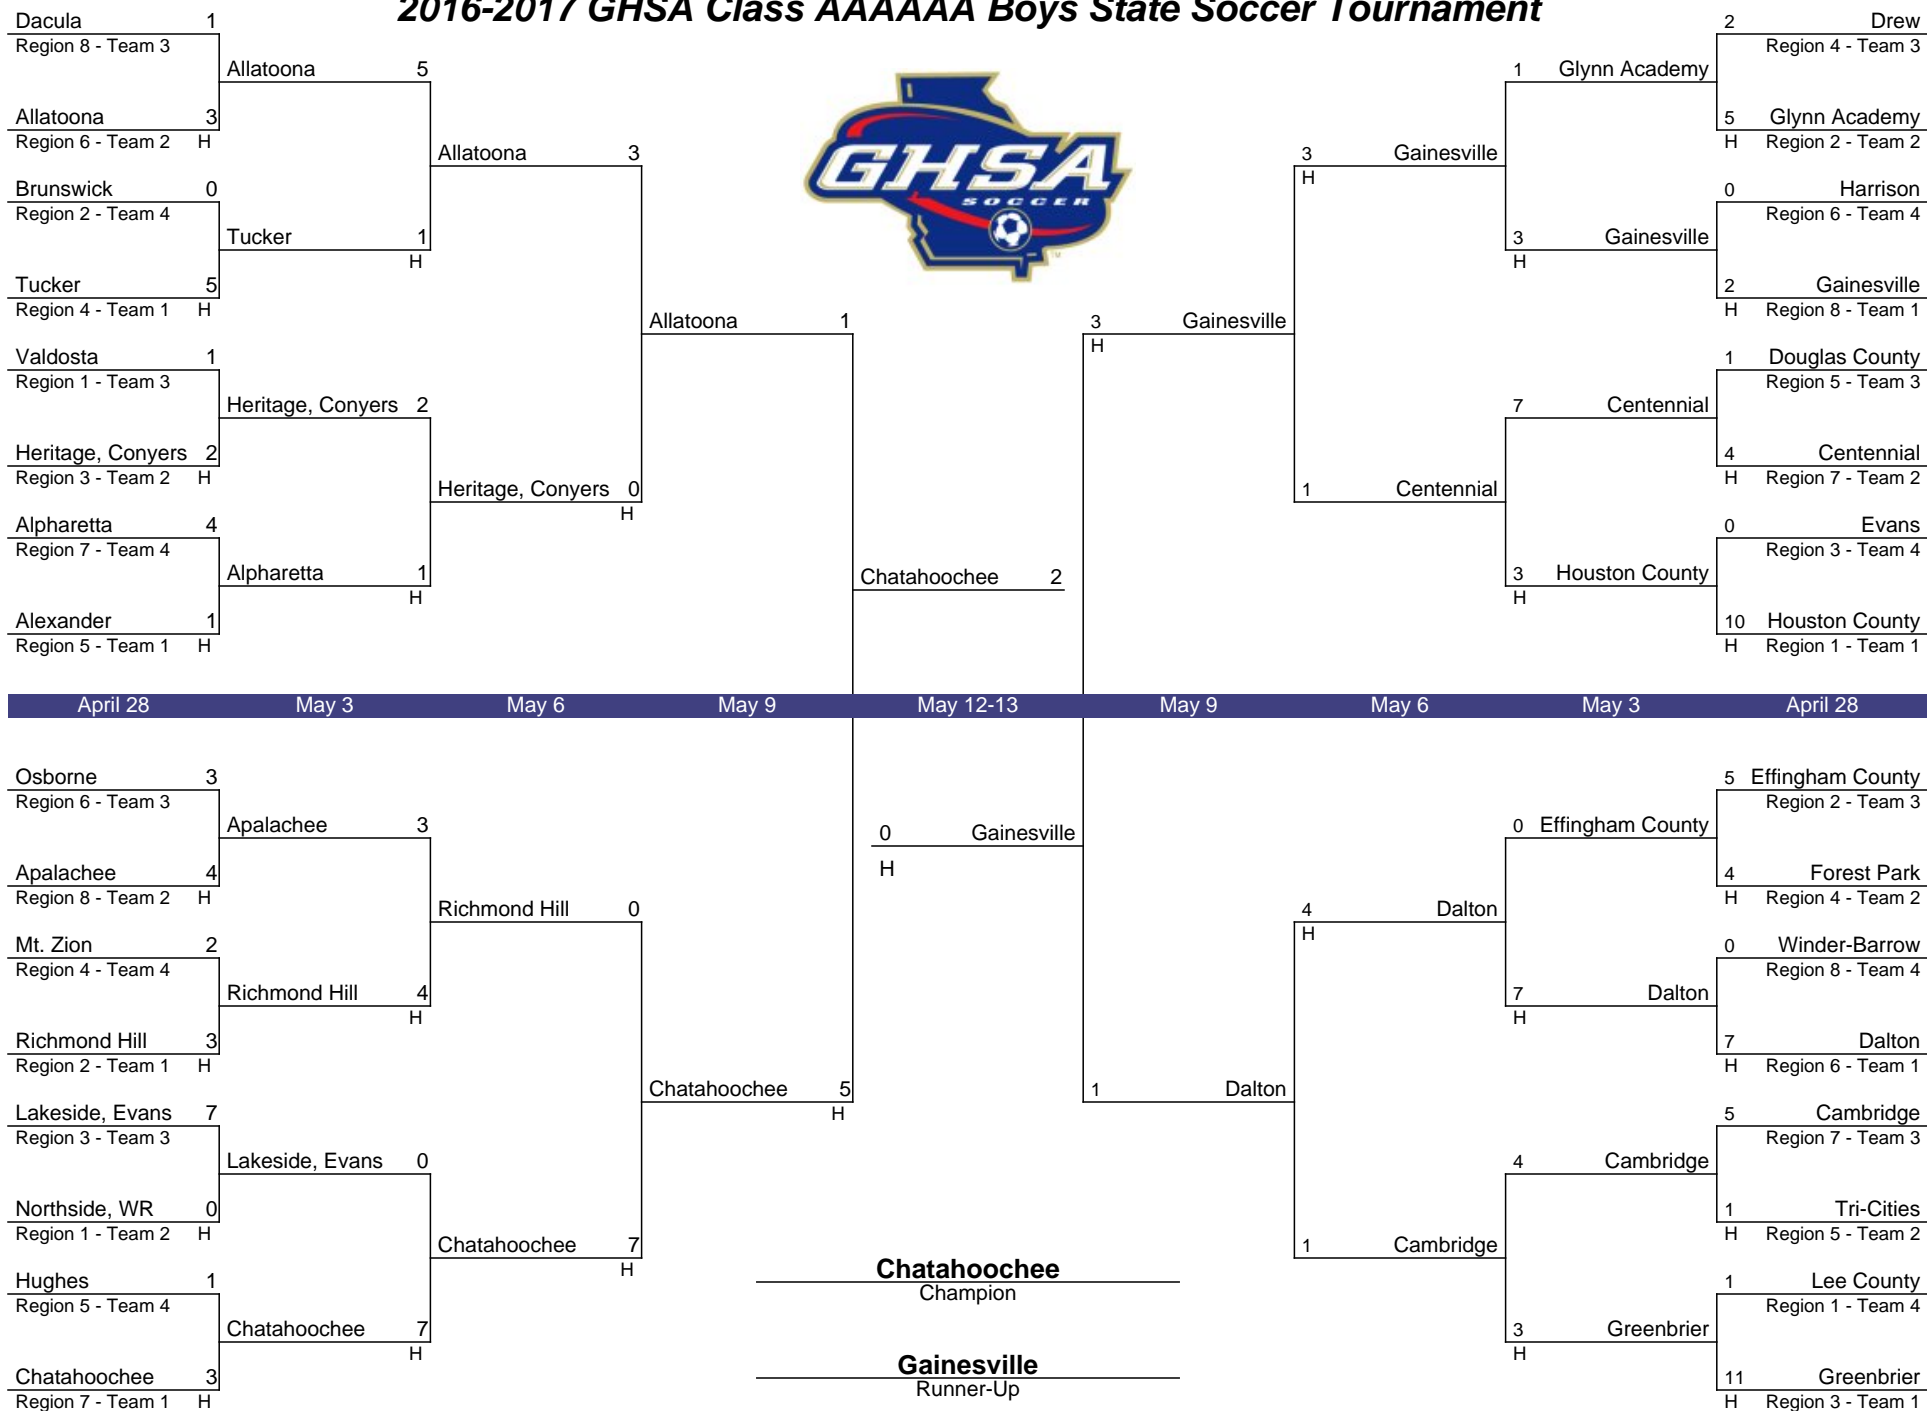 2016-2017 GHSA Class AAAAAA Boys State Soccer Tournament
GHSA
SOCCER
TM
Dacula 1
Region 8 - Team 3
Allatoona 5
Allatoona 3
Region 6 - Team 2 H
Allatoona 3
Brunswick 0
Region 2 - Team 4
Tucker 1
H
Tucker 5
Region 4 - Team 1 H
Allatoona 1
Valdosta 1
Region 1 - Team 3
Heritage, Conyers 2
Heritage, Conyers 2
Region 3 - Team 2 H
Heritage, Conyers 0
H
Alpharetta 4
Region 7 - Team 4
Alpharetta 1
H
Alexander 1
Region 5 - Team 1 H
Chatahoochee 2
2 Drew
Region 4 - Team 3
1 Glynn Academy
5 Glynn Academy
H Region 2 - Team 2
3 Gainesville
H
0 Harrison
Region 6 - Team 4
3 Gainesville
H
2 Gainesville
H Region 8 - Team 1
3 Gainesville
H
1 Douglas County
Region 5 - Team 3
7 Centennial
4 Centennial
H Region 7 - Team 2
1 Centennial
0 Evans
Region 3 - Team 4
3 Houston County
H
10 Houston County
H Region 1 - Team 1
April 28 May 3 May 6 May 9 May 12-13 May 9 May 6 May 3 April 28
Osborne 3
Region 6 - Team 3
Apalachee 3
Apalachee 4
Region 8 - Team 2 H
Richmond Hill 0
Mt. Zion 2
Region 4 - Team 4
Richmond Hill 4
H
Richmond Hill 3
Region 2 - Team 1 H
Chatahoochee 5
H
Lakeside, Evans 7
Region 3 - Team 3
Lakeside, Evans 0
Northside, WR 0
Region 1 - Team 2 H
Chatahoochee 7
H
Hughes 1
Region 5 - Team 4
Chatahoochee 7
H
Chatahoochee 3
Region 7 - Team 1 H
0 Gainesville
H
5 Effingham County
Region 2 - Team 3
0 Effingham County
4 Forest Park
H Region 4 - Team 2
4 Dalton
H
0 Winder-Barrow
Region 8 - Team 4
7 Dalton
H
7 Dalton
H Region 6 - Team 1
1 Dalton
5 Cambridge
Region 7 - Team 3
4 Cambridge
1 Tri-Cities
H Region 5 - Team 2
1 Cambridge
1 Lee County
Region 1 - Team 4
3 Greenbrier
H
11 Greenbrier
H Region 3 - Team 1
Chatahoochee
Champion
Gainesville
Runner-Up